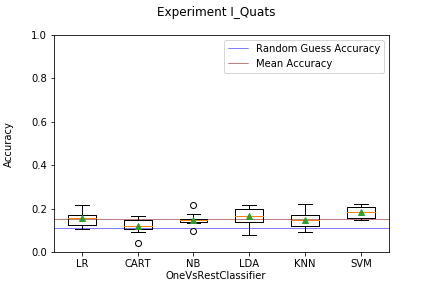 Experiment I_Quats
Random Guess Accuracy
Mean Accuracy
Accuracy
1.0
0.8
0.6
0.4
0.2
0.0
LR CART NB LDA KNN SVM
OneVsRestClassifier